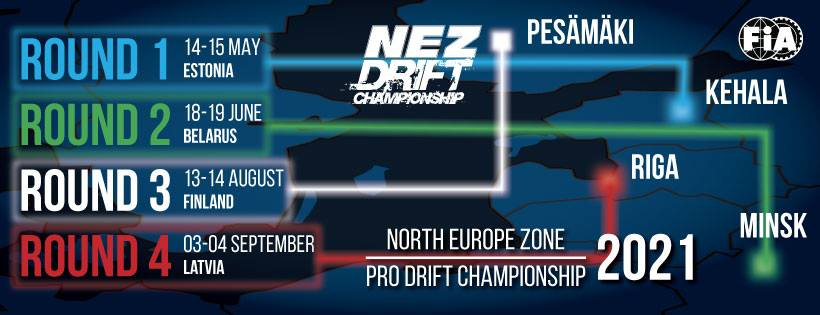 ROUND 1
14-15 MAY
ESTONIA
ROUND 2
18-19 JUNE
BELARUS
ROUND 3
13-14 AUGUST
FINLAND
ROUND 4
03-04 SEPTEMBER
LATVIA
NEZ
DRIFT
CHAMPIONSHIP
PESÄMÄKI
FIA
KEHALA
RIGA
MINSK
NORTH EUROPE ZONE
PRO DRIFT CHAMPIONSHIP
2021